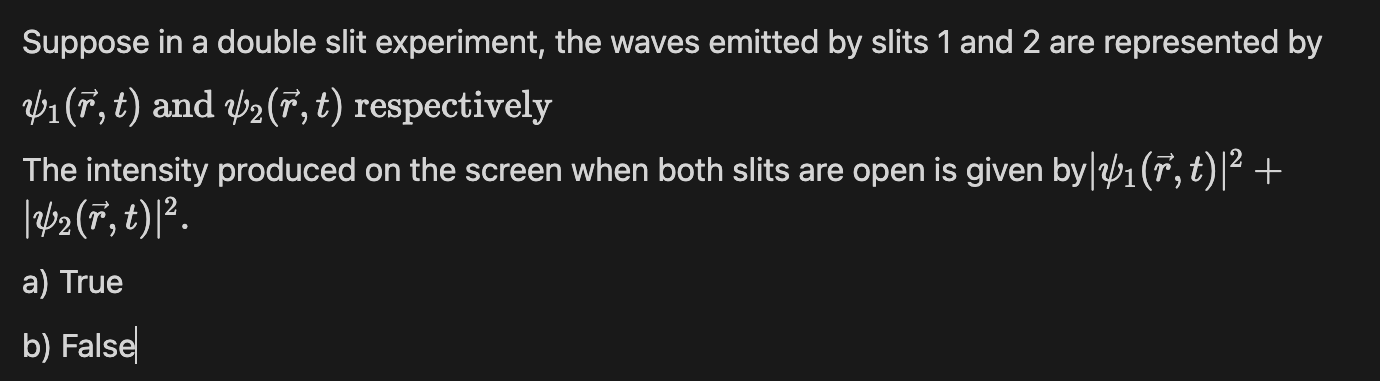 Suppose in a double slit experiment, the waves emitted by slits 1 and 2 are represented by
ψ₁(r⃗, t) and ψ₂(r⃗, t) respectively
The intensity produced on the screen when both slits are open is given by|ψ₁(r⃗, t)|² +
|ψ₂(r⃗, t)|².
a) True
b) False